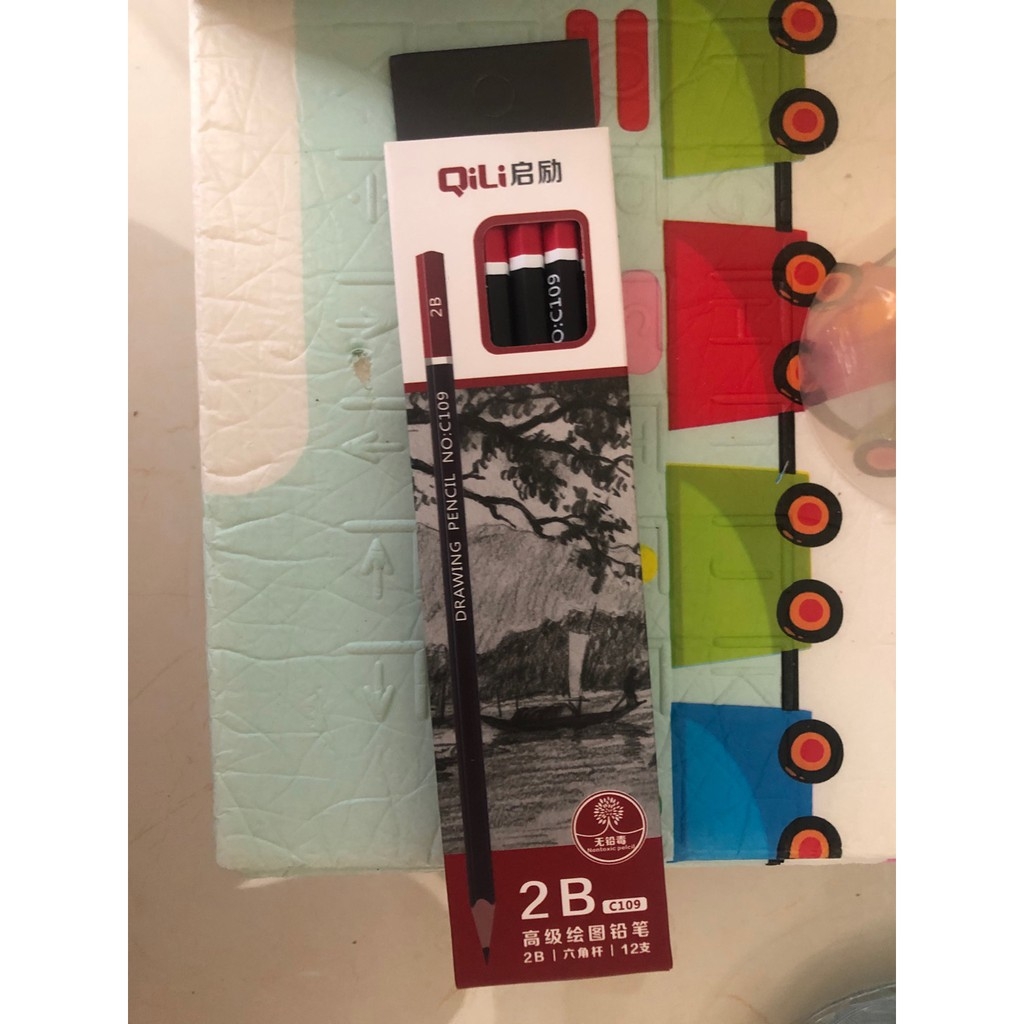 QiLi启励
O:C109
2B
DRAWING PENCIL NO:C109
无铅毒
Nontoxic pelcil
2B C109
高级绘图铅笔
2B | 六角杆 | 12支